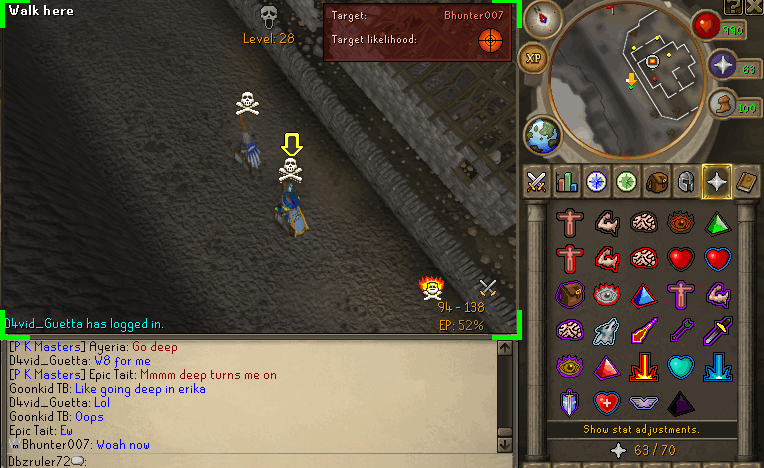 Walk here
Level: 28
Target: Bhunter007
Target likelihood:
? X
990
XP
63
100
94 - 138
EP: 52%
D4vid_Guetta has logged in.
[P K Masters] Ayeria: Go deep
D4vid_Guetta: W8 for me
[P K Masters] Epic Tait: Mmmm deep turns me on
Goonkid TB: Like going deep in erika
D4vid_Guetta: Lol
Goonkid TB: Oops
Epic Tait: Ew
Bhunter007: Woah now
Dbzruler72:
Show stat adjustments.
63 / 70